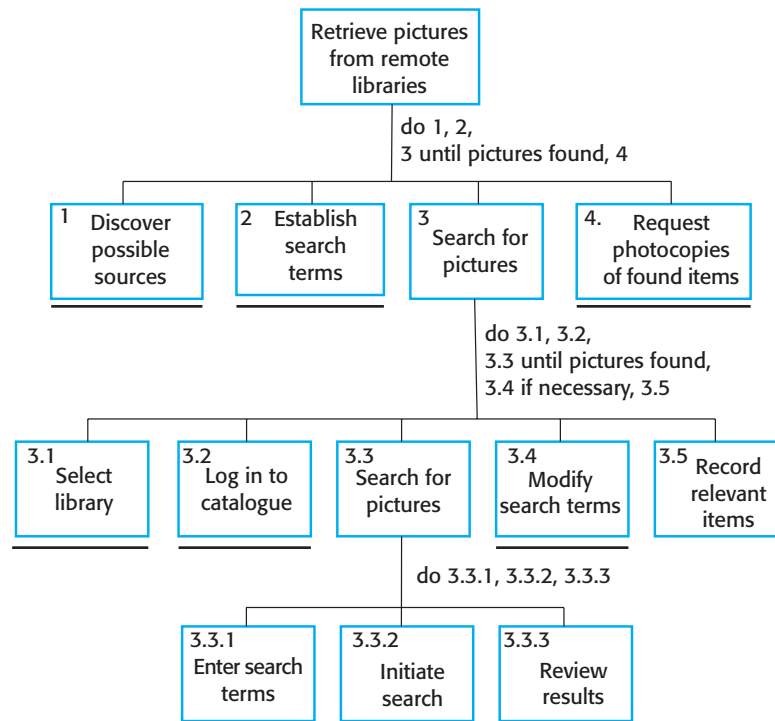 Retrieve pictures
from remote
libraries
do 1, 2,
3 until pictures found, 4
1 Discover
possible
sources
2 Establish
search
terms
3
Search for
pictures
4. Request
photocopies
of found items
do 3.1, 3.2,
3.3 until pictures found,
3.4 if necessary, 3.5
3.1
Select
library
3.2
Log in to
catalogue
3.3
Search for
pictures
3.4
Modify
search terms
3.5 Record
relevant
items
do 3.3.1, 3.3.2, 3.3.3
3.3.1
Enter search
terms
3.3.2
Initiate
search
3.3.3
Review
results